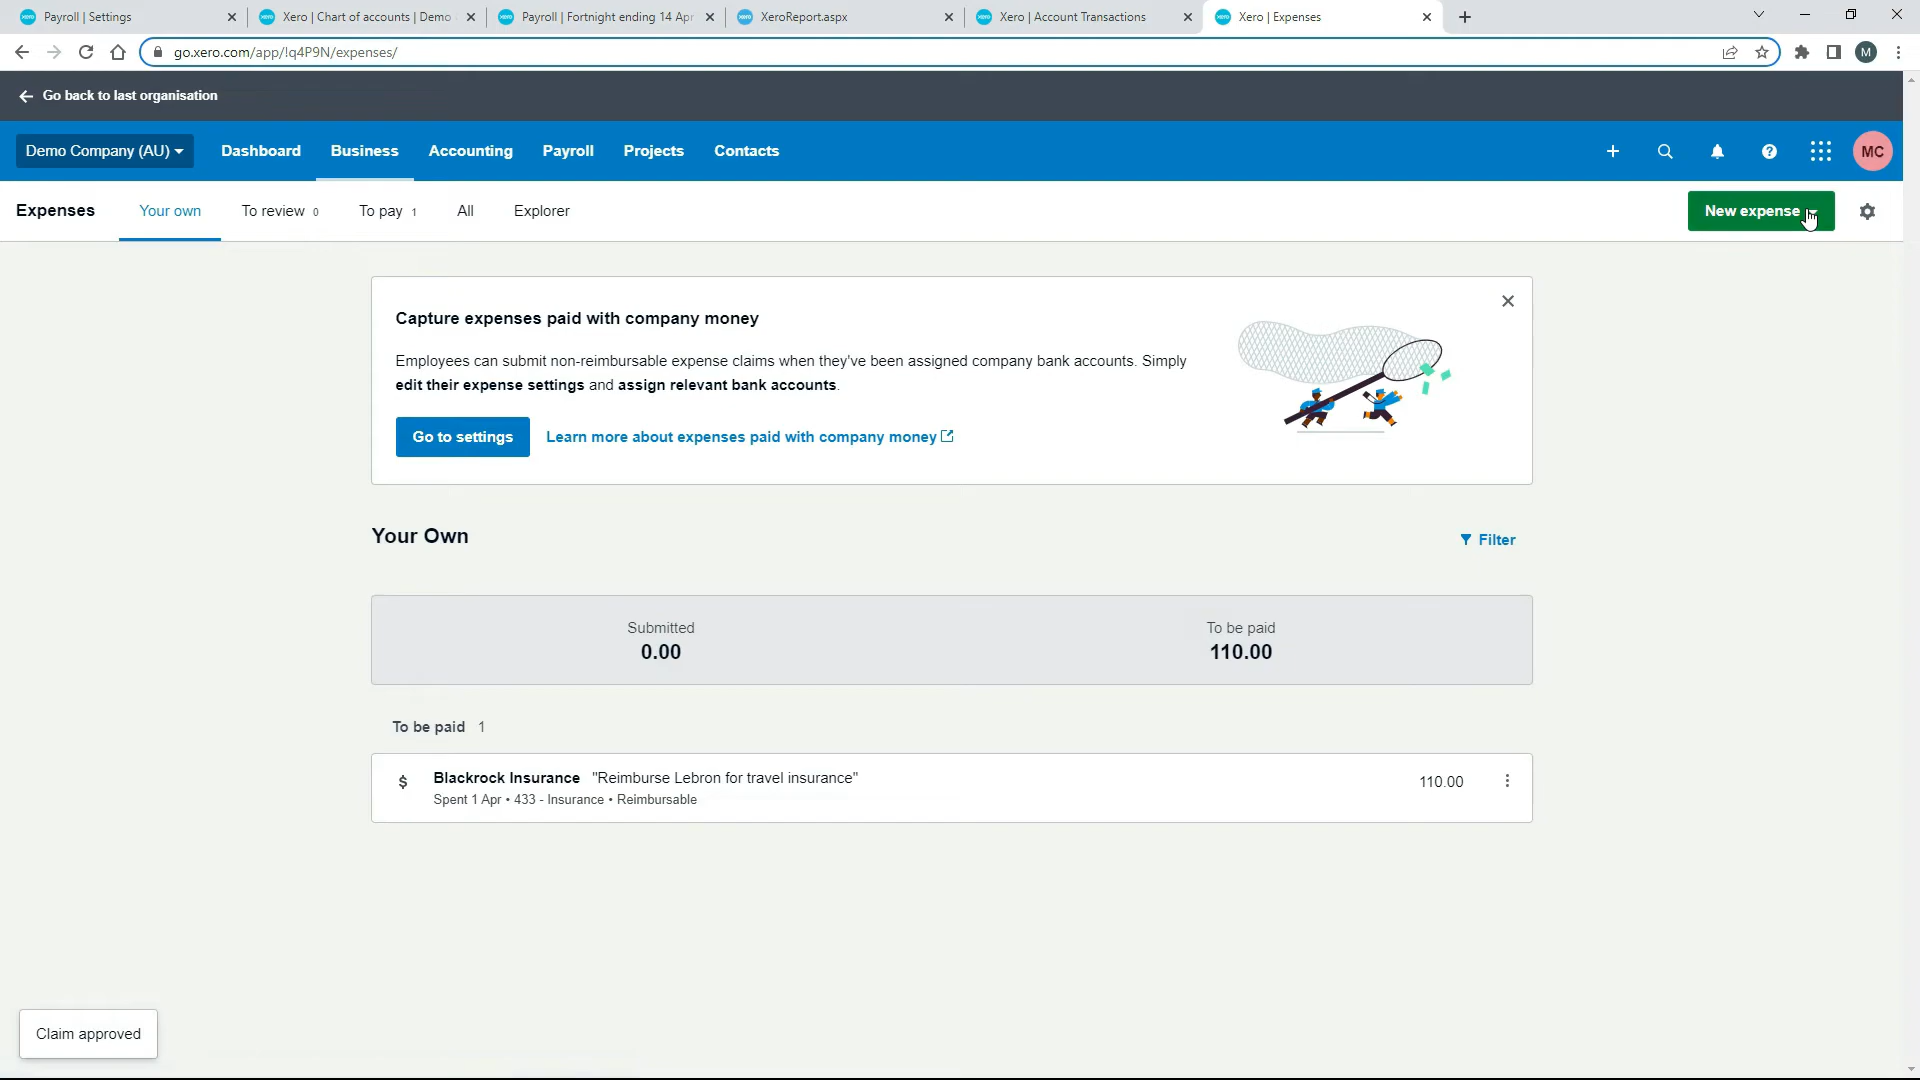 Payroll | Settings
Xero | Chart of accounts | Demo
Payroll | Fortnight ending 14 Apr
XeroReport.aspx
Xero | Account Transactions
Xero | Expenses
go.xero.com/app/!q4P9N/expenses/
M
Go back to last organisation
Demo Company (AU)
Dashboard
Business
Accounting
Payroll
Projects
Contacts
MC
Expenses
Your own
To review 0
To pay 1
All
Explorer
New expense
Capture expenses paid with company money
Employees can submit non-reimbursable expense claims when they've been assigned company bank accounts. Simply
edit their expense settings and assign relevant bank accounts.
Go to settings
Learn more about expenses paid with company money
Your Own
Filter
Submitted
0.00
To be paid
110.00
To be paid 1
$
Blackrock Insurance "Reimburse Lebron for travel insurance"
110.00
Spent 1 Apr • 433 - Insurance • Reimbursable
Claim approved